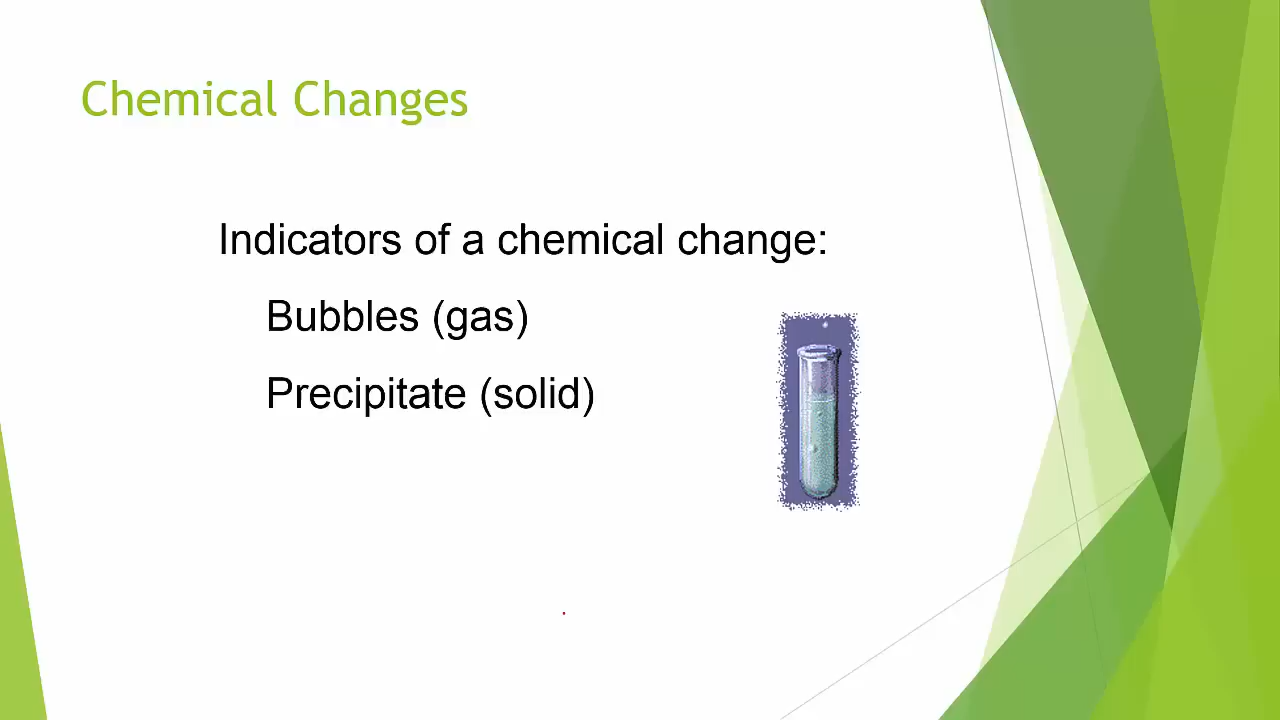 Chemical Changes
Indicators of a chemical change:
Bubbles (gas)
Precipitate (solid)